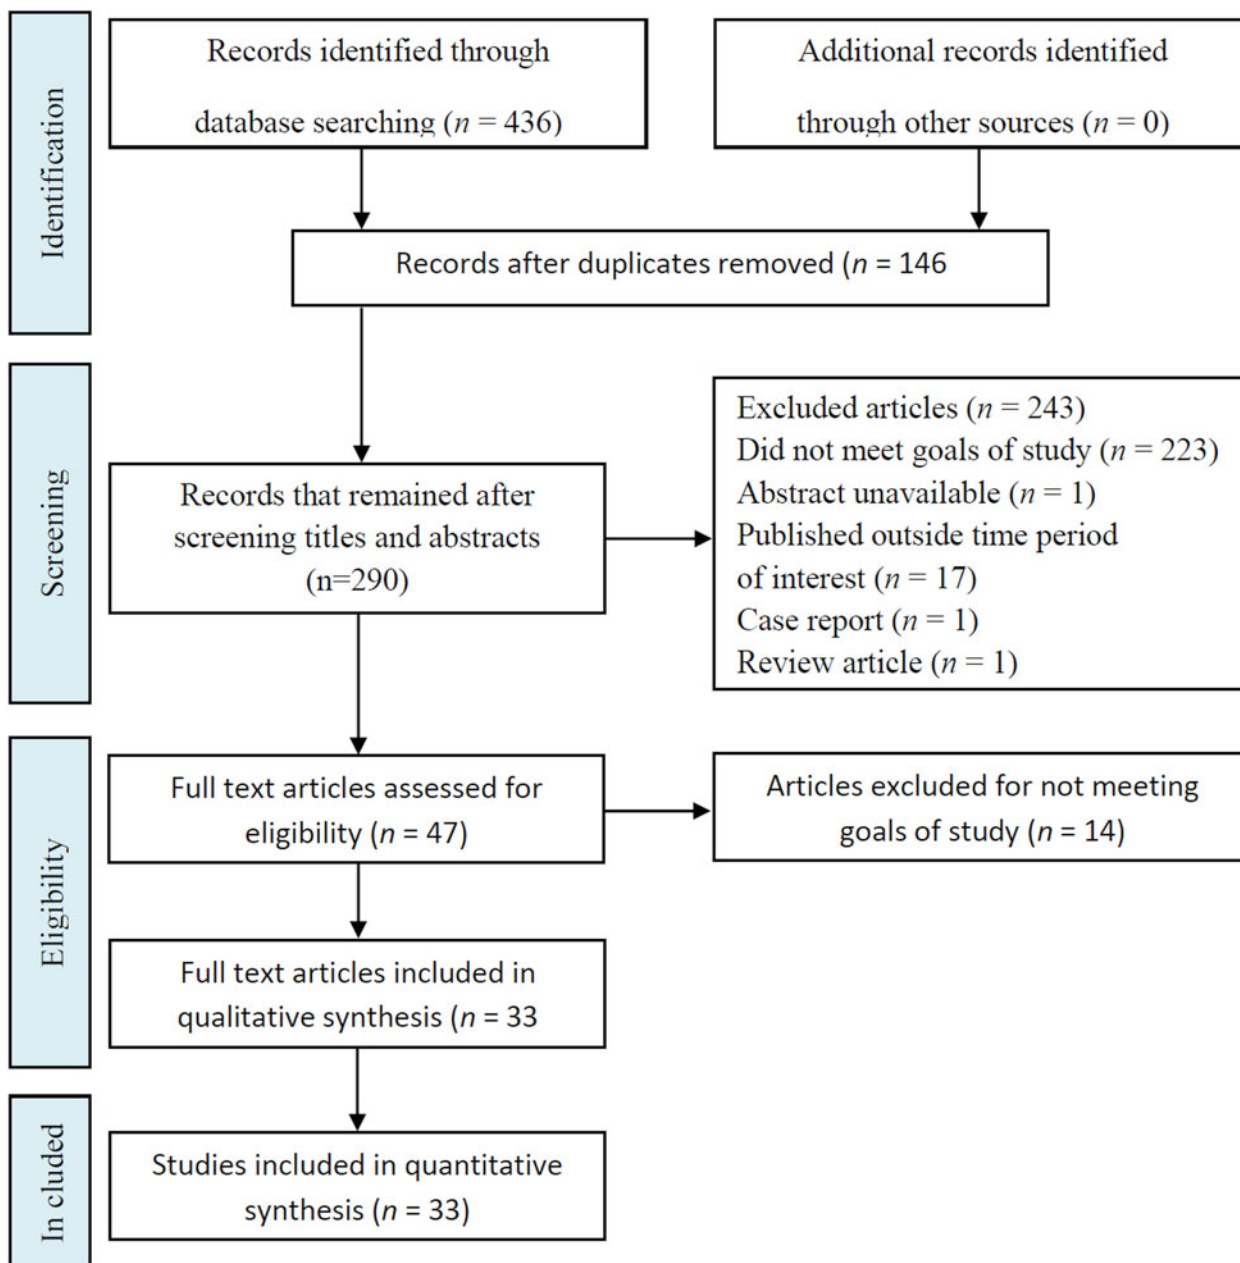 Identification
Records identified through
database searching (n = 436)
Additional records identified
through other sources (n = 0)
Records after duplicates removed (n = 146
Screening
Records that remained after
screening titles and abstracts
(n=290)
Excluded articles (n = 243)
Did not meet goals of study (n = 223)
Abstract unavailable (n = 1)
Published outside time period
of interest (n = 17)
Case report (n = 1)
Review article (n = 1)
Eligibility
Full text articles assessed for
eligibility (n = 47)
Articles excluded for not meeting
goals of study (n = 14)
Full text articles included in
qualitative synthesis (n = 33
In cluded
Studies included in quantitative
synthesis (n = 33)